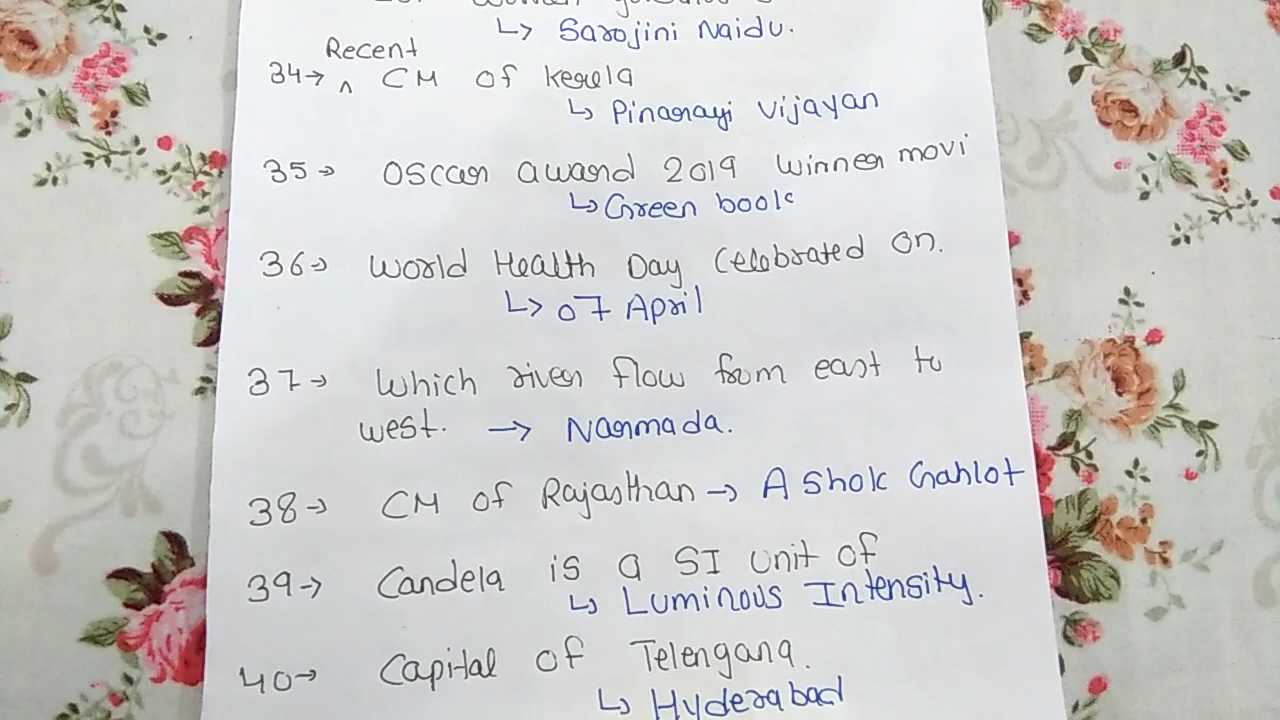 ↳ Sarojini Naidu.
Recent
34→ ^ CM of kerela
↳ Pinarayi Vijayan
35→ Oscar award 2019 winner movi
↳ Green book
36→ World Health Day Celebrated on.
↳ 07 April
37→ Which river flow from east to
west. → Narmada.
38→ CM of Rajasthan → Ashok Gahlot
39→ Candela is a SI unit of
↳ Luminous Intensity.
40→ Capital of Telengana.
↳ Hyderabad